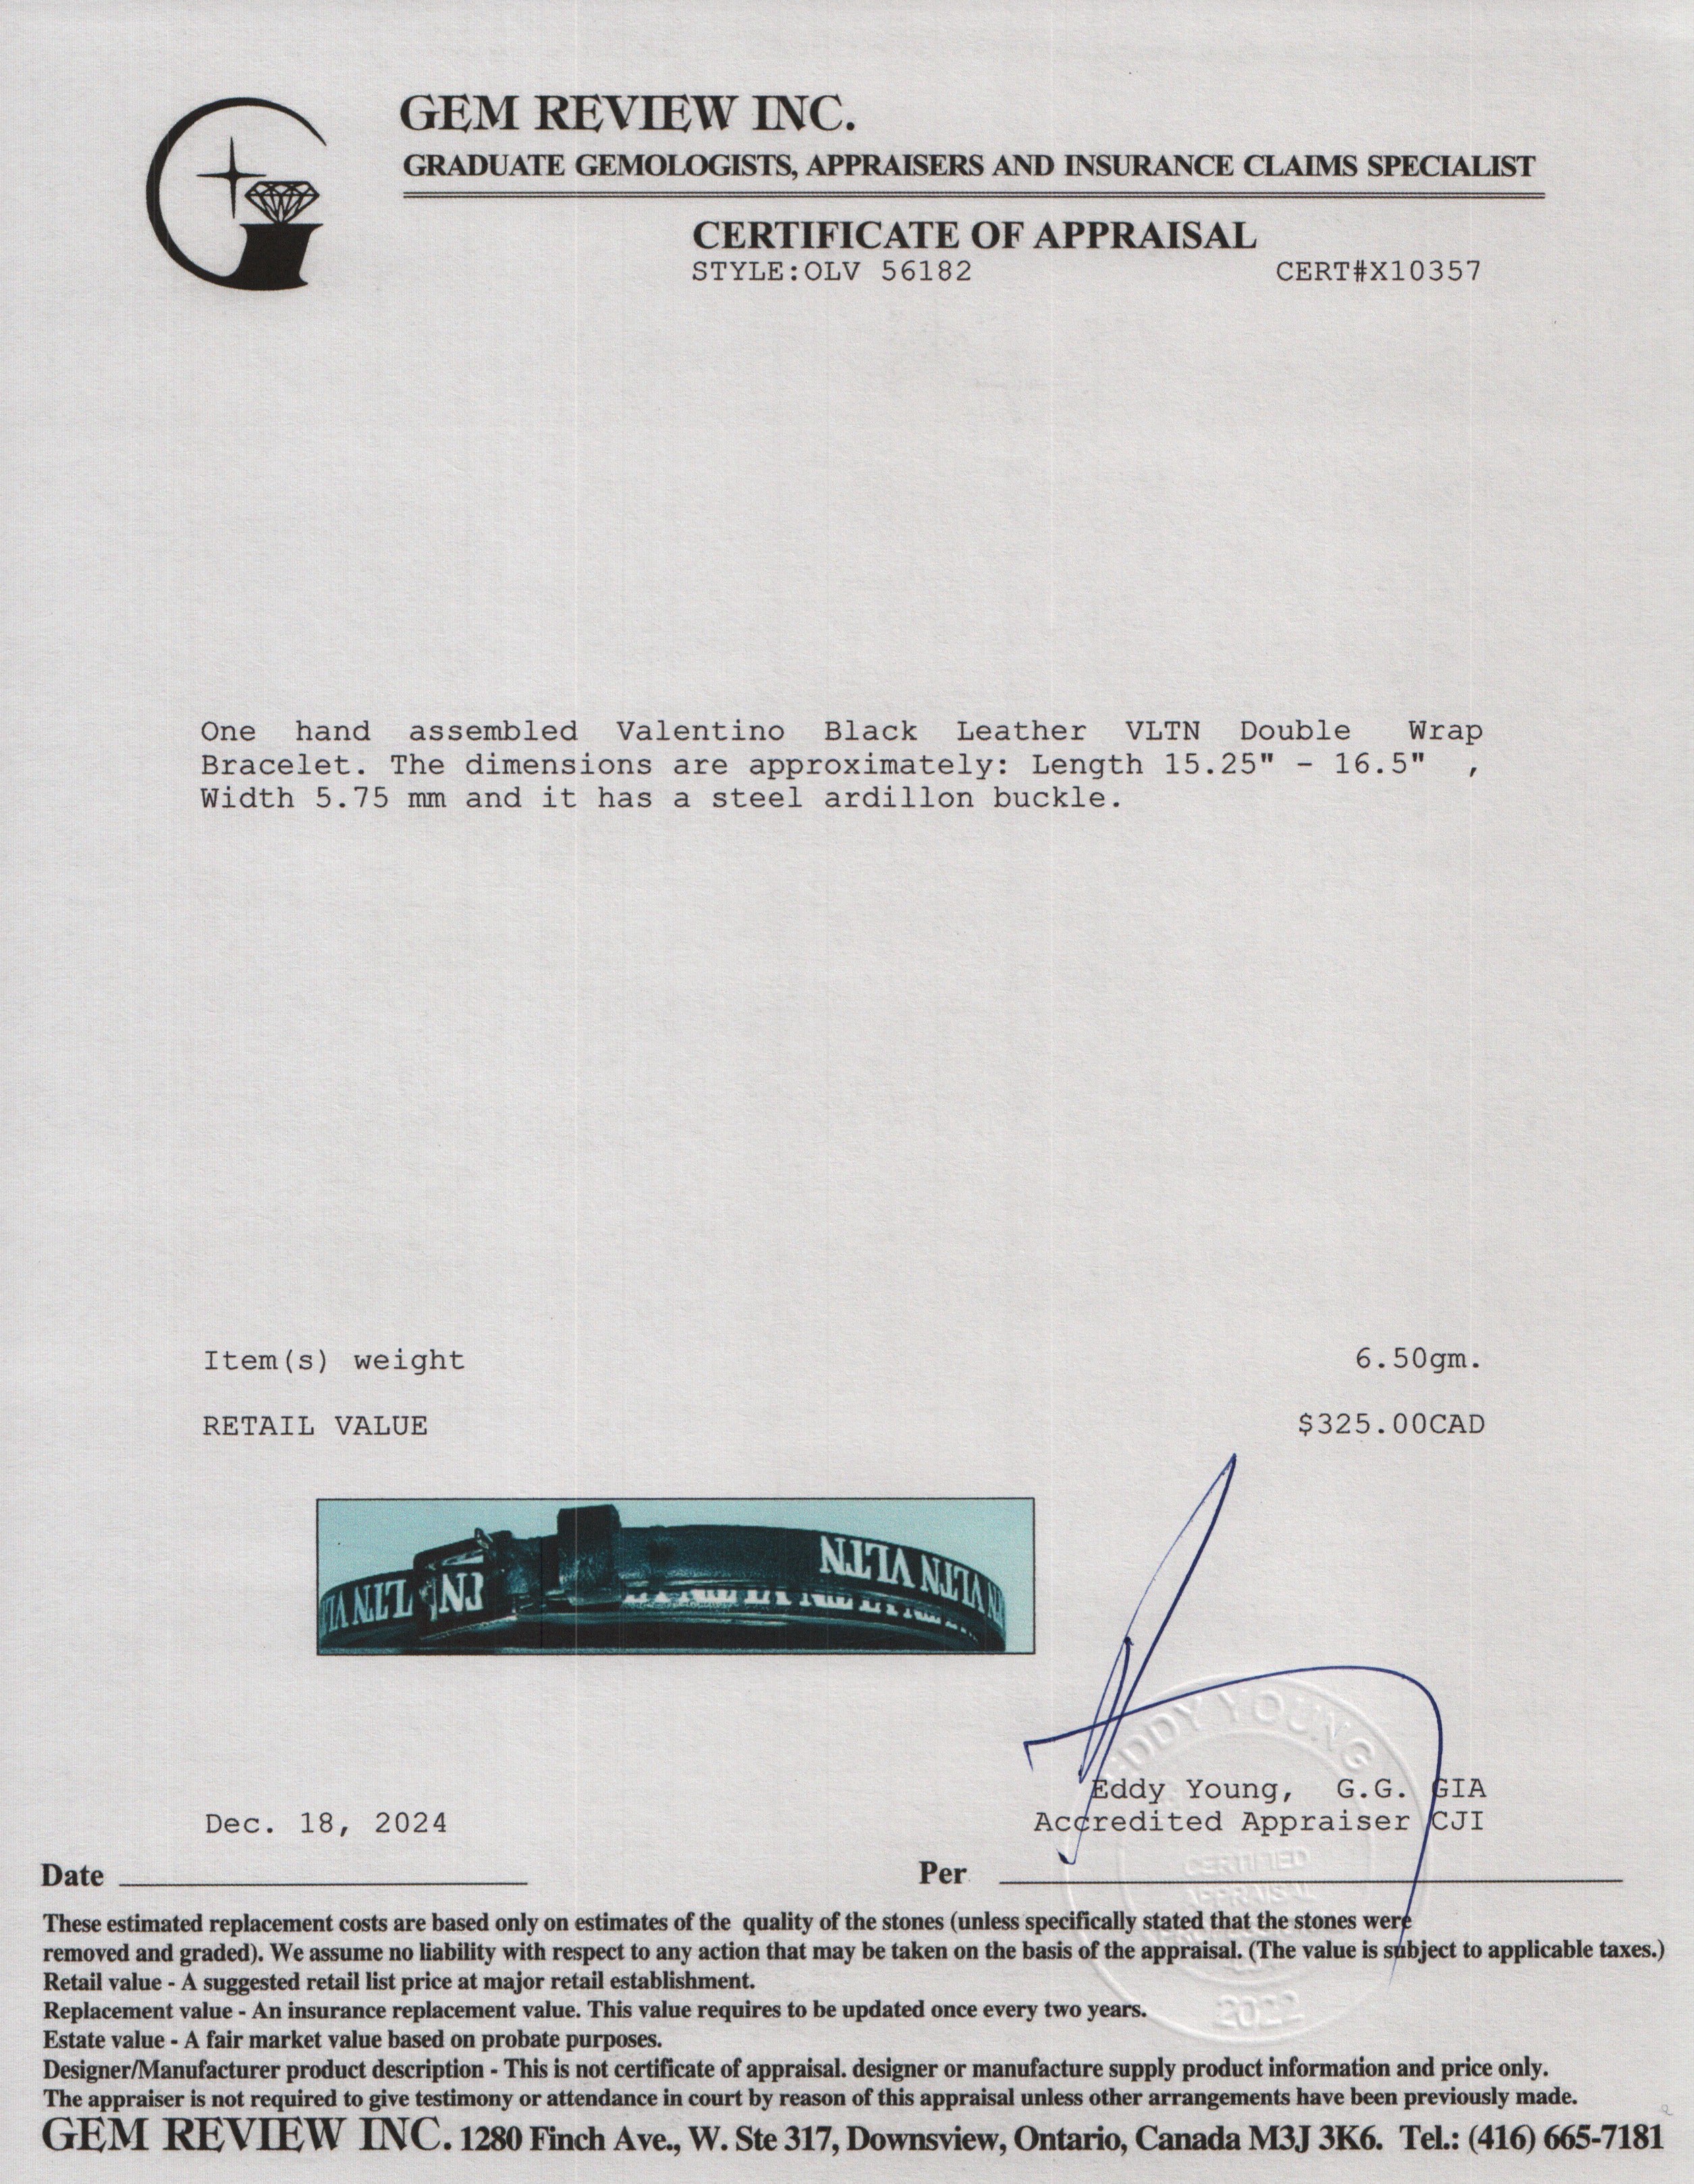 GEM REVIEW INC.
GRADUATE GEMOLOGISTS, APPRAISERS AND INSURANCE CLAIMS SPECIALIST
CERTIFICATE OF APPRAISAL
STYLE:OLV 56182 CERT#X10357
One hand assembled Valentino Black Leather VLTN Double Wrap
Bracelet. The dimensions are approximately: Length 15.25" - 16.5" ,
Width 5.75 mm and it has a steel ardillon buckle.
Item(s) weight 6.50gm.
RETAIL VALUE $325.00CAD
VLTN VLTN
EDDY YOUNG
Eddy Young, G.G. GIA
Dec. 18, 2024 Accredited Appraiser CJI
CERTIFIED
APPRAISAL
Date Per
These estimated replacement costs are based only on estimates of the quality of the stones (unless specifically stated that the stones were
removed and graded). We assume no liability with respect to any action that may be taken on the basis of the appraisal. (The value is subject to applicable taxes.)
Retail value - A suggested retail list price at major retail establishment.
Replacement value - An insurance replacement value. This value requires to be updated once every two years.
2022
Estate value - A fair market value based on probate purposes.
Designer/Manufacturer product description - This is not certificate of appraisal. designer or manufacture supply product information and price only.
The appraiser is not required to give testimony or attendance in court by reason of this appraisal unless other arrangements have been previously made.
GEM REVIEW INC. 1280 Finch Ave., W. Ste 317, Downsview, Ontario, Canada M3J 3K6. Tel.: (416) 665-7181